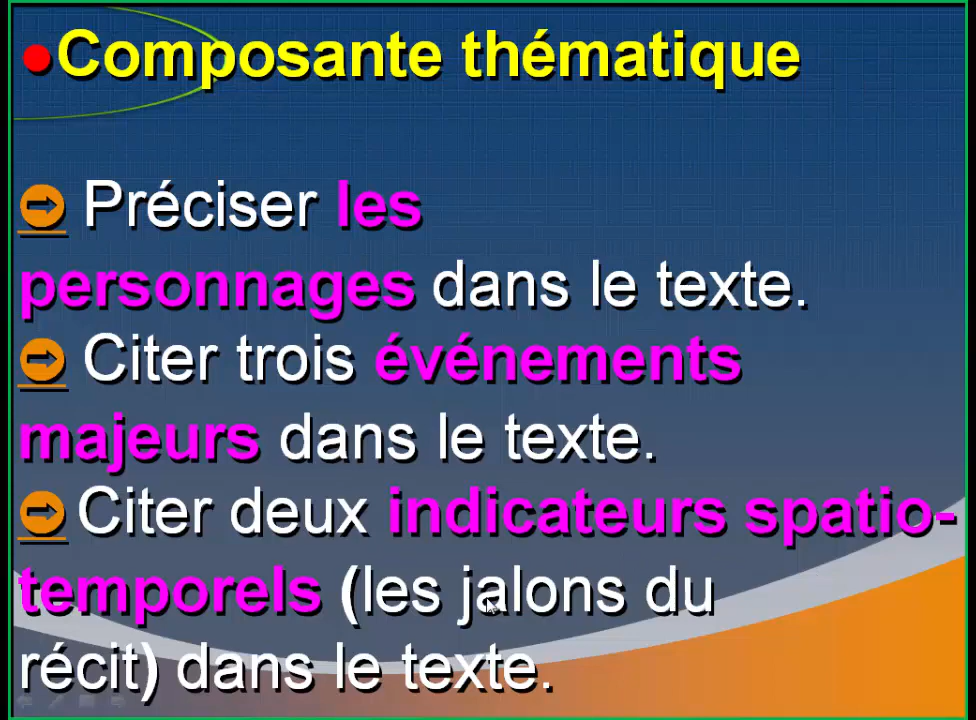 ●Composante thématique
➡ Préciser les
personnages dans le texte.
➡ Citer trois événements
majeurs dans le texte.
➡ Citer deux indicateurs spatio-
temporels (les jalons du
récit) dans le texte.